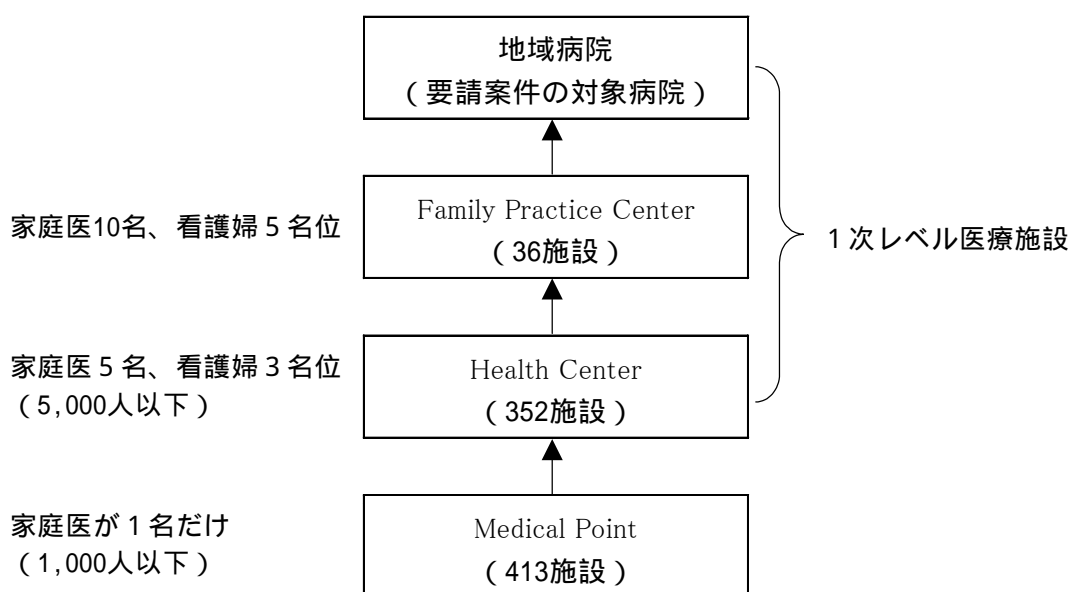 地域病院
（要請案件の対象病院）
家庭医10名、看護婦５名位
Family Practice Center
（36施設）
１次レベル医療施設
家庭医５名、看護婦３名位
（5,000人以下）
Health Center
（352施設）
家庭医が１名だけ
（1,000人以下）
Medical Point
（413施設）